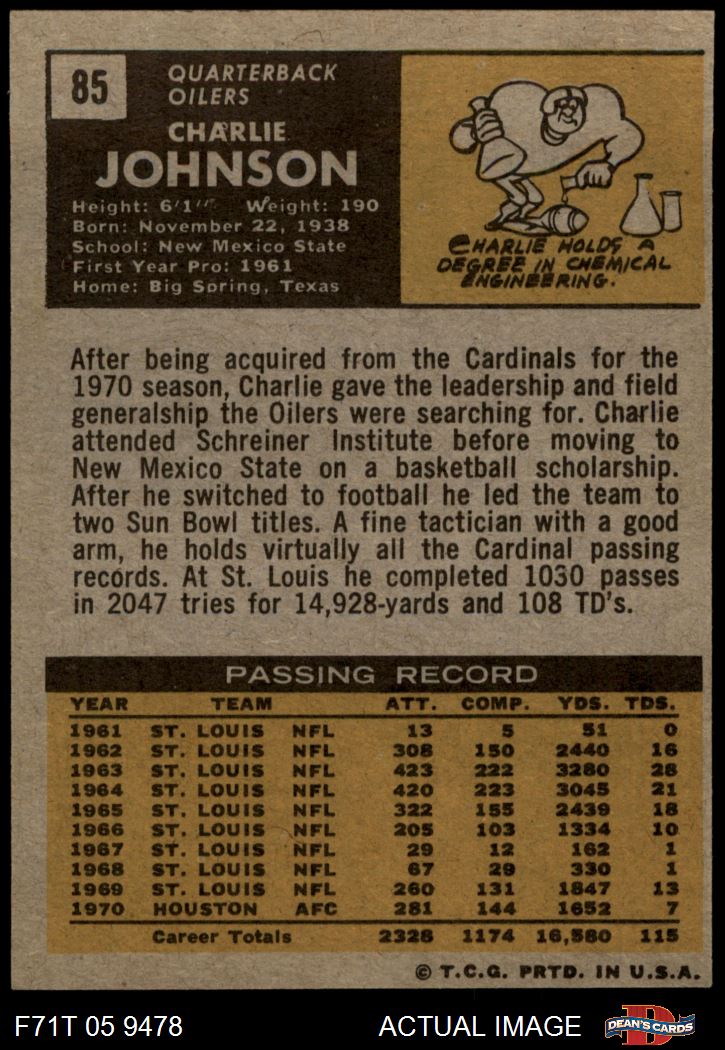 85
QUARTERBACK
OILERS
CHARLIE
JOHNSON
Height: 6'1" Weight: 190
Born: November 22, 1938
School: New Mexico State
First Year Pro: 1961
Home: Big Spring, Texas
CHARLIE HOLDS A
DEGREE IN CHEMICAL
ENGINEERING.
After being acquired from the Cardinals for the
1970 season, Charlie gave the leadership and field
generalship the Oilers were searching for. Charlie
attended Schreiner Institute before moving to
New Mexico State on a basketball scholarship.
After he switched to football he led the team to
two Sun Bowl titles. A fine tactician with a good
arm, he holds virtually all the Cardinal passing
records. At St. Louis he completed 1030 passes
in 2047 tries for 14,928-yards and 108 TD's.
PASSING RECORD
YEAR TEAM ATT. COMP. YDS. TDS.
1961 ST. LOUIS NFL 13 5 51 0
1962 ST. LOUIS NFL 308 150 2440 16
1963 ST. LOUIS NFL 423 222 3280 28
1964 ST. LOUIS NFL 420 223 3045 21
1965 ST. LOUIS NFL 322 155 2439 18
1966 ST. LOUIS NFL 205 103 1334 10
1967 ST. LOUIS NFL 29 12 162 1
1968 ST. LOUIS NFL 67 29 330 1
1969 ST. LOUIS NFL 260 131 1847 13
1970 HOUSTON AFC 281 144 1652 7
Career Totals 2328 1174 16,580 115
© T.C.G. PRTD. IN U.S.A.
F71T 05 9478 ACTUAL IMAGE D DEAN'S CARDS